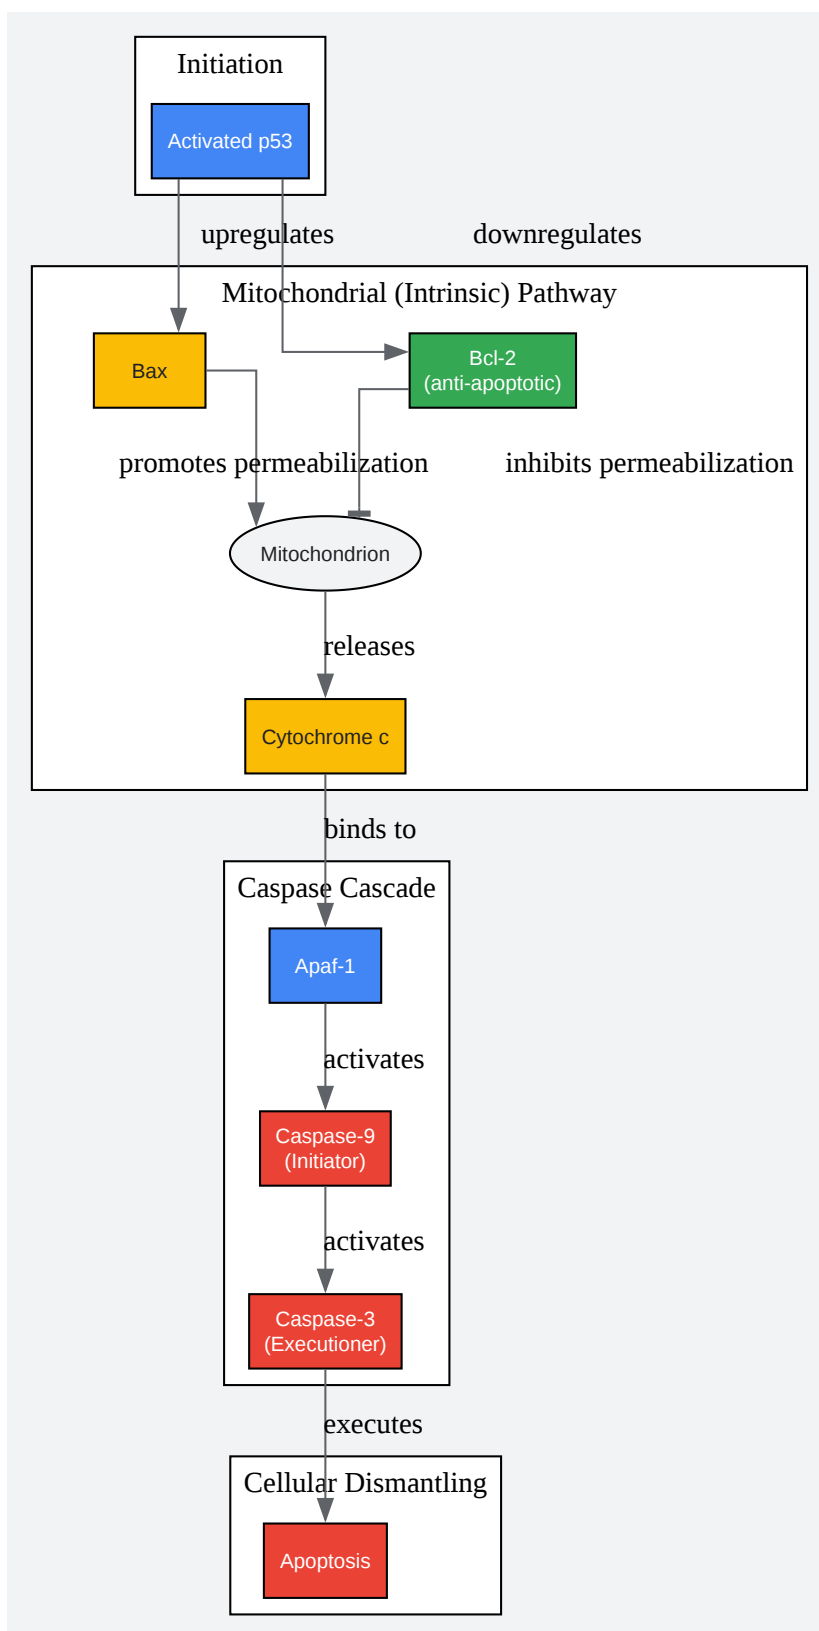 Initiation
Activated p53
upregulates
downregulates
Mitochondrial (Intrinsic) Pathway
Bax
Bcl-2
(anti-apoptotic)
promotes permeabilization
inhibits permeabilization
Mitochondrion
releases
Cytochrome c
binds to
Caspase Cascade
Apaf-1
activates
Caspase-9
(Initiator)
activates
Caspase-3
(Executioner)
executes
Cellular Dismantling
Apoptosis